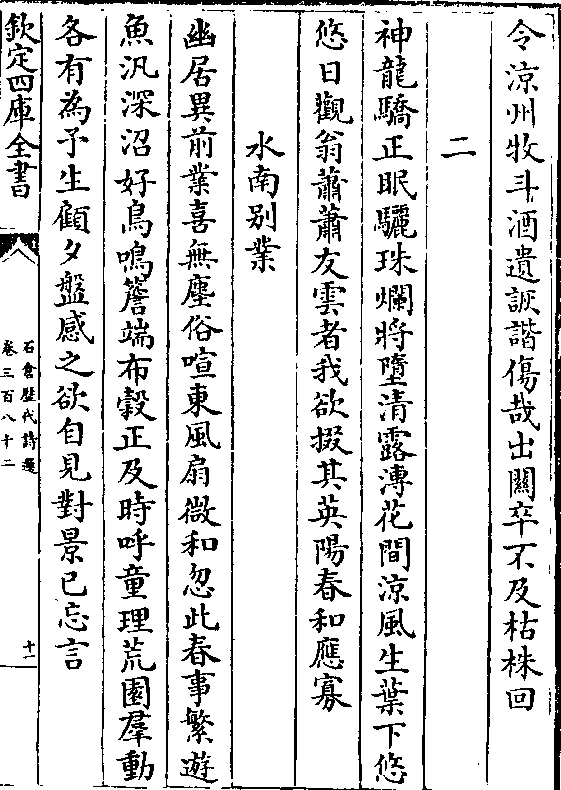 令涼州牧斗酒遺詼諧傷哉出關卒不及枯株回
二
神龍驕正眠驪珠爛將墮清露漙花間涼風生葉下悠
悠日觀翁蕭蕭友雲者我欲掇其英陽春和應寡
水南别業
幽居異前業喜無塵俗喧東風扇微和忽此春事繁遊
魚汎深沼好鳥鳴簷端布穀正及時呼童理荒園羣動
各有為予生顧夕盤感之欲自見對景已忘言
欽定四庫全書
石倉歴代詩選
卷三百八十二
十一